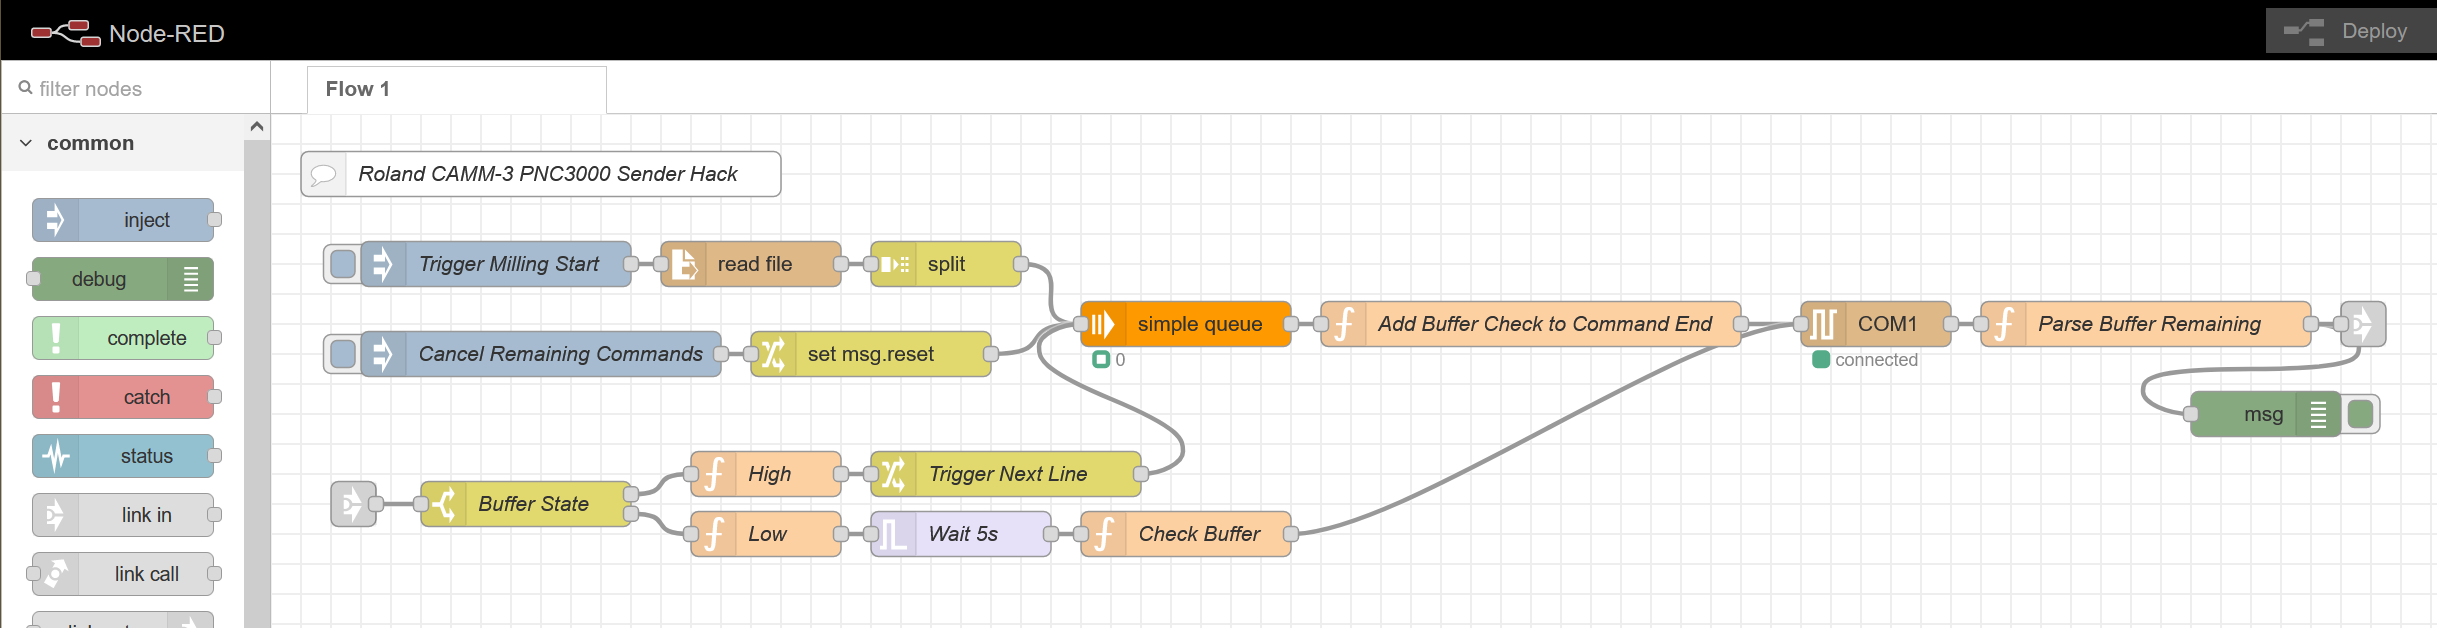 Node-RED
Deploy
filter nodes
Flow 1
common
inject
debug
complete
catch
status
link in
link call
Roland CAMM-3 PNC3000 Sender Hack
Trigger Milling Start
read file
split
Cancel Remaining Commands
set msg.reset
simple queue
0
Add Buffer Check to Command End
COM1
connected
Parse Buffer Remaining
msg
Buffer State
High
Trigger Next Line
Low
Wait 5s
Check Buffer